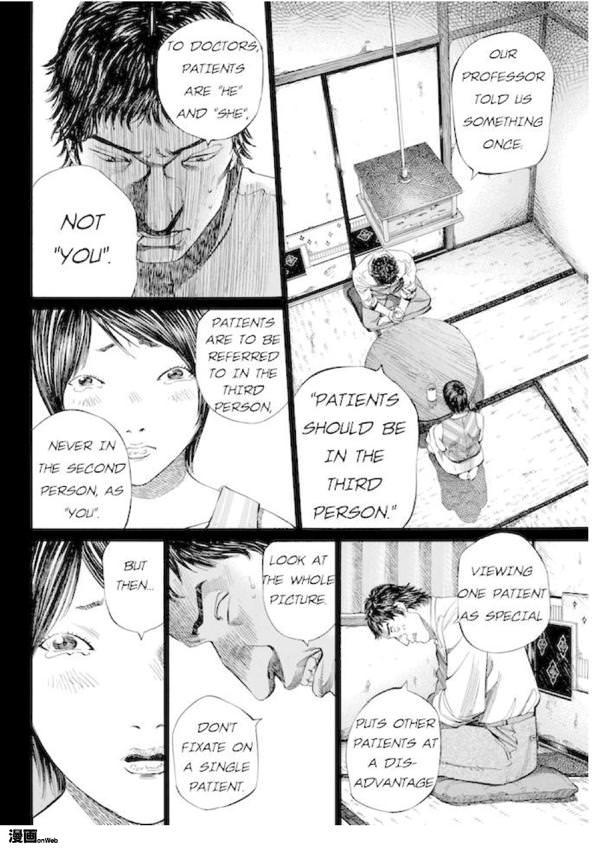 OUR
PROFESSOR
TOLD US
SOMETHING
ONCE:
"PATIENTS
SHOULD BE
IN THE
THIRD
PERSON."
TO DOCTORS,
PATIENTS
ARE "HE"
AND "SHE",
NOT
"YOU".
PATIENTS
ARE TO BE
REFERRED
TO IN THE
THIRD
PERSON,
NEVER IN
THE SECOND
PERSON, AS
"YOU".
VIEWING
ONE PATIENT
AS SPECIAL
PUTS OTHER
PATIENTS AT
A DIS-
ADVANTAGE
LOOK AT
THE WHOLE
PICTURE.
DON'T
FIXATE ON
A SINGLE
PATIENT.
BUT
THEN...
漫画onWeb